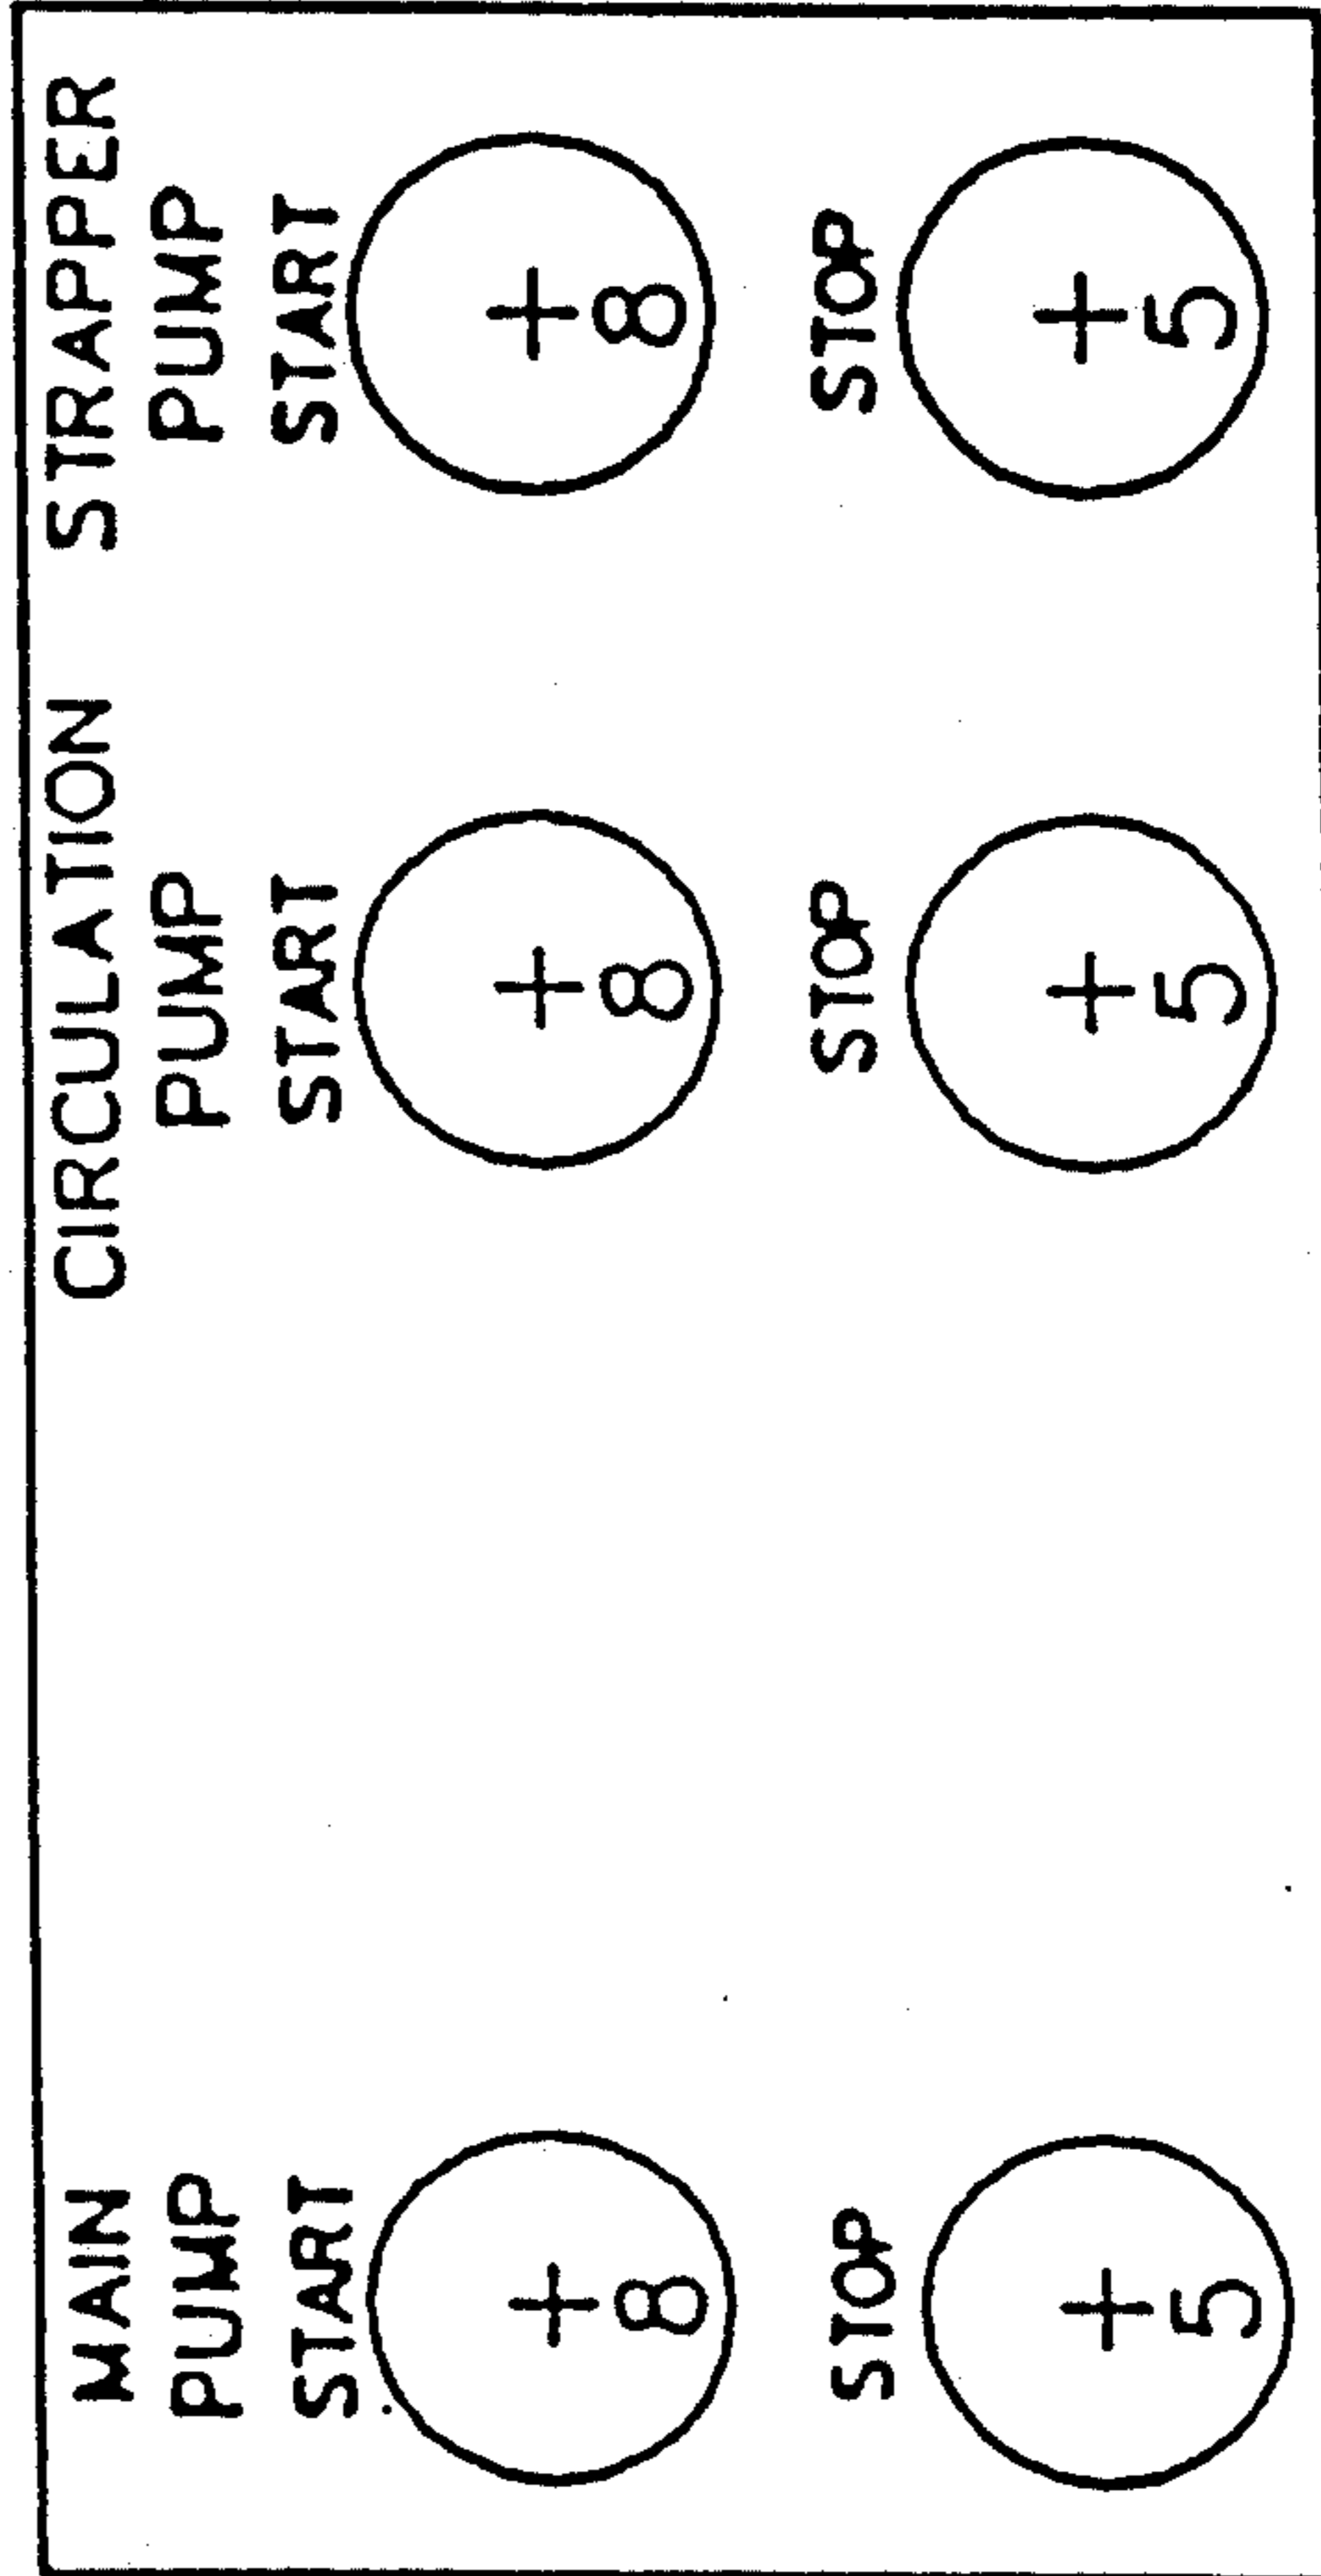 MAIN CIRCULATION STRAPPER
PUMP PUMP PUMP
START START START
8 8 8
STOP STOP STOP
5 5 5